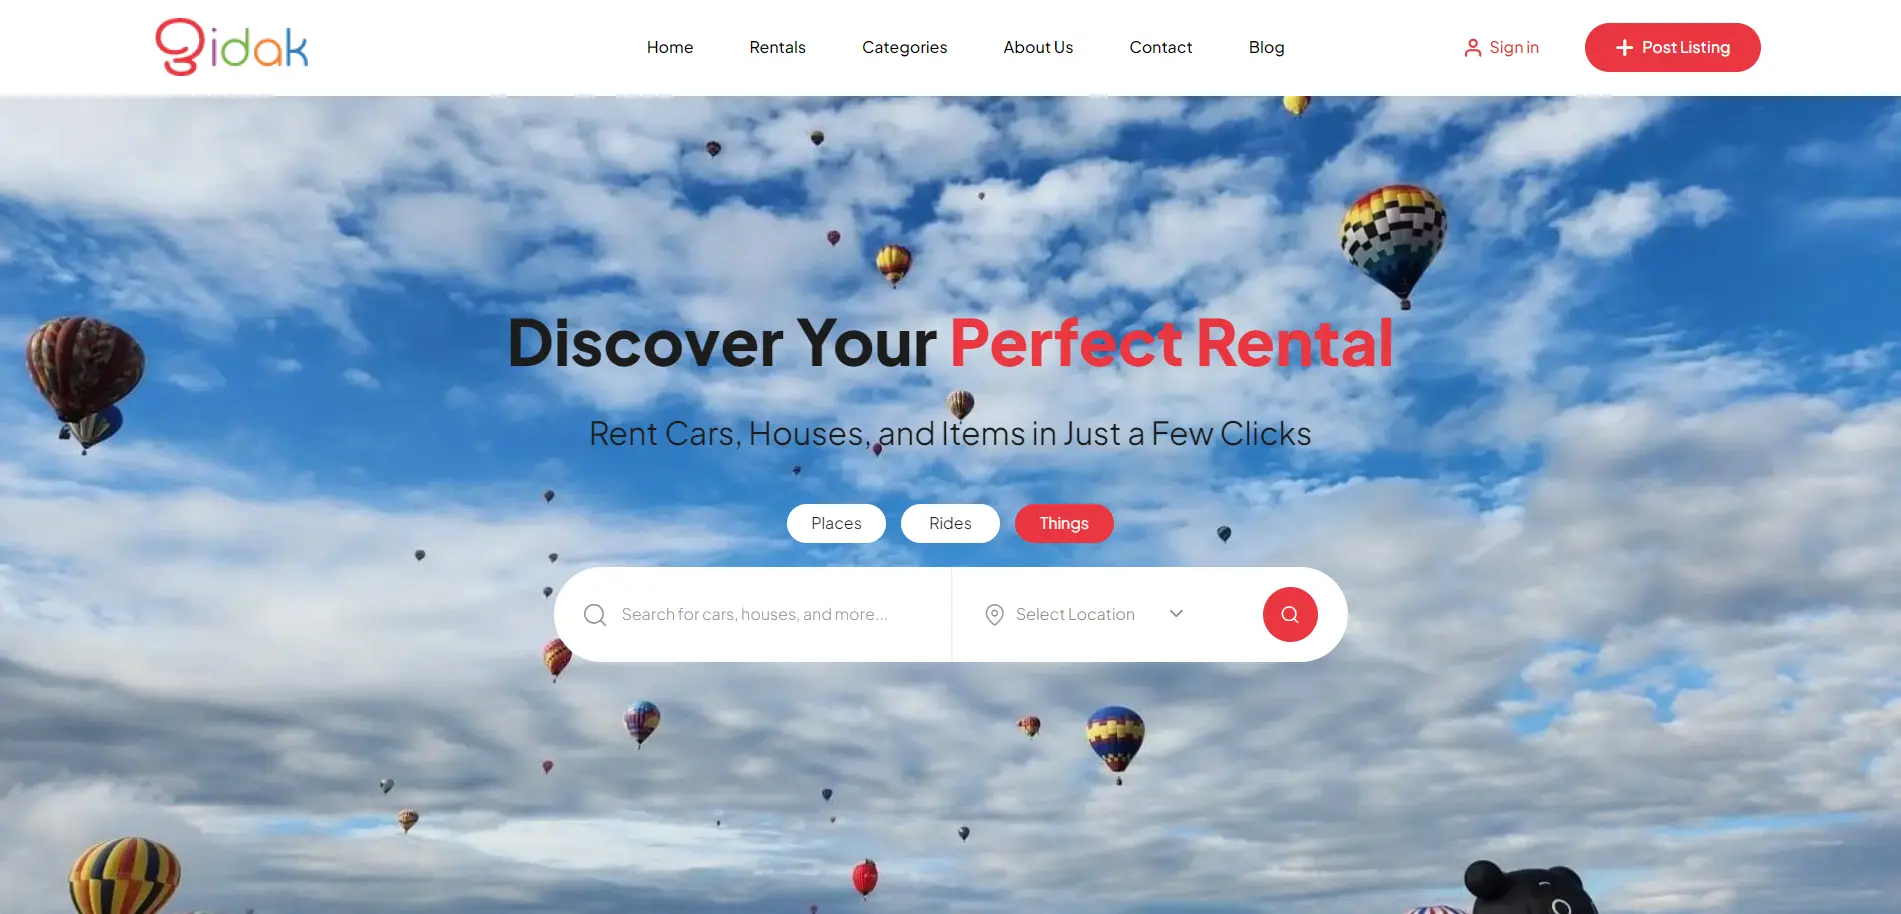 gidak
Home Rentals Categories About Us Contact Blog Sign in Post Listing
Discover Your Perfect Rental
Rent Cars, Houses, and Items in Just a Few Clicks
Places Rides Things
Search for cars, houses, and more... Select Location